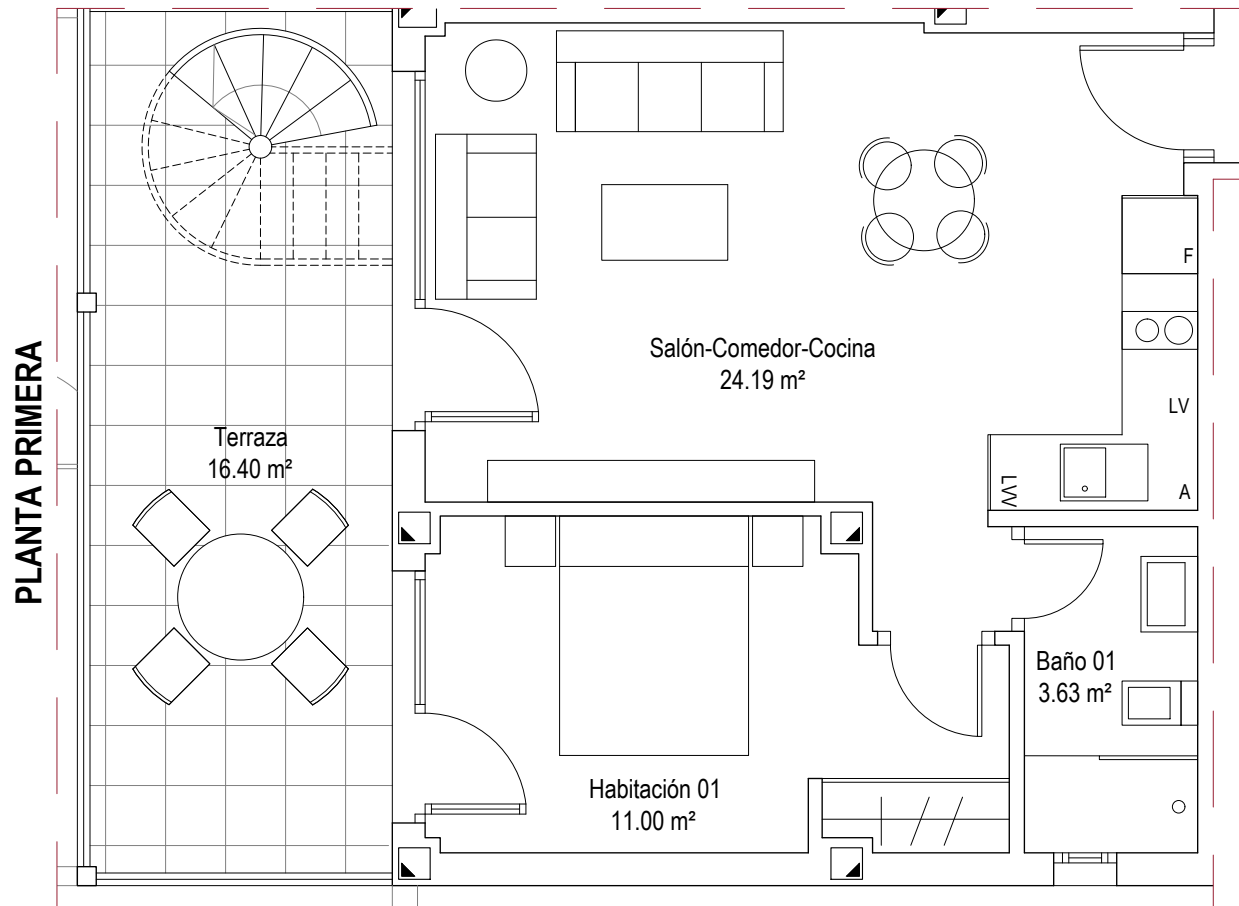 PLANTA PRIMERA
Salón-Comedor-Cocina
24.19 m²
F
LV
A
LVV
Terraza
16.40 m²
Baño 01
3.63 m²
Habitación 01
11.00 m²